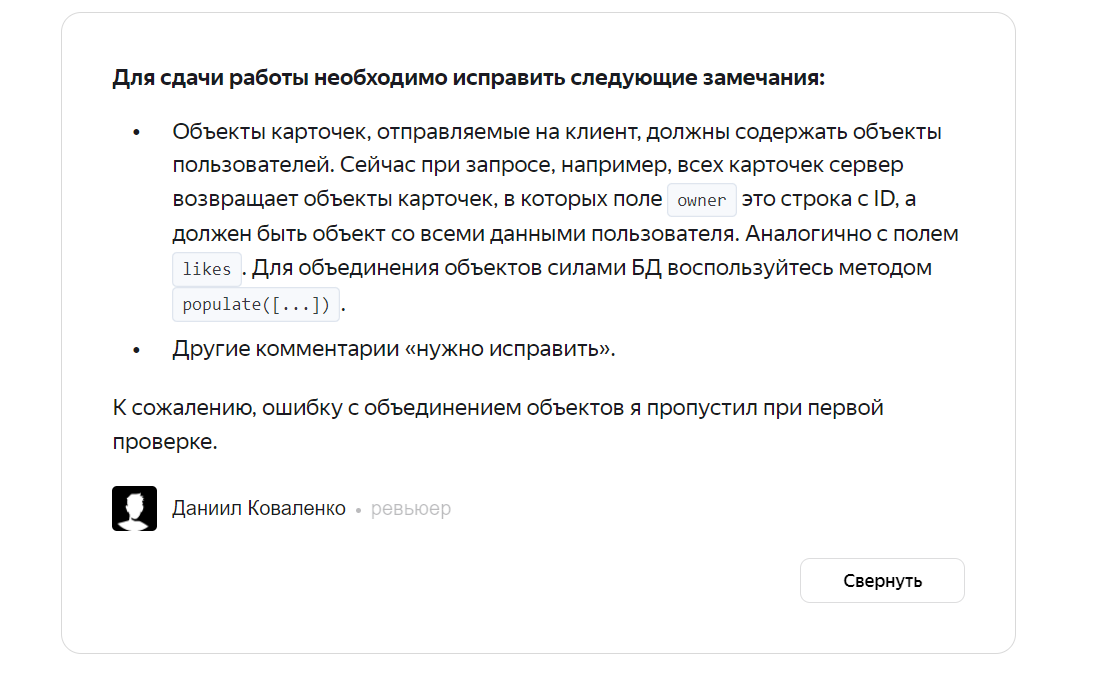 Для сдачи работы необходимо исправить следующие замечания:
• Объекты карточек, отправляемые на клиент, должны содержать объекты
пользователей. Сейчас при запросе, например, всех карточек сервер
возвращает объекты карточек, в которых поле owner это строка с ID, а
должен быть объект со всеми данными пользователя. Аналогично с полем
likes . Для объединения объектов силами БД воспользуйтесь методом
populate([...]) .
• Другие комментарии «нужно исправить».
К сожалению, ошибку с объединением объектов я пропустил при первой
проверке.
Даниил Коваленко • ревьюер
Свернуть